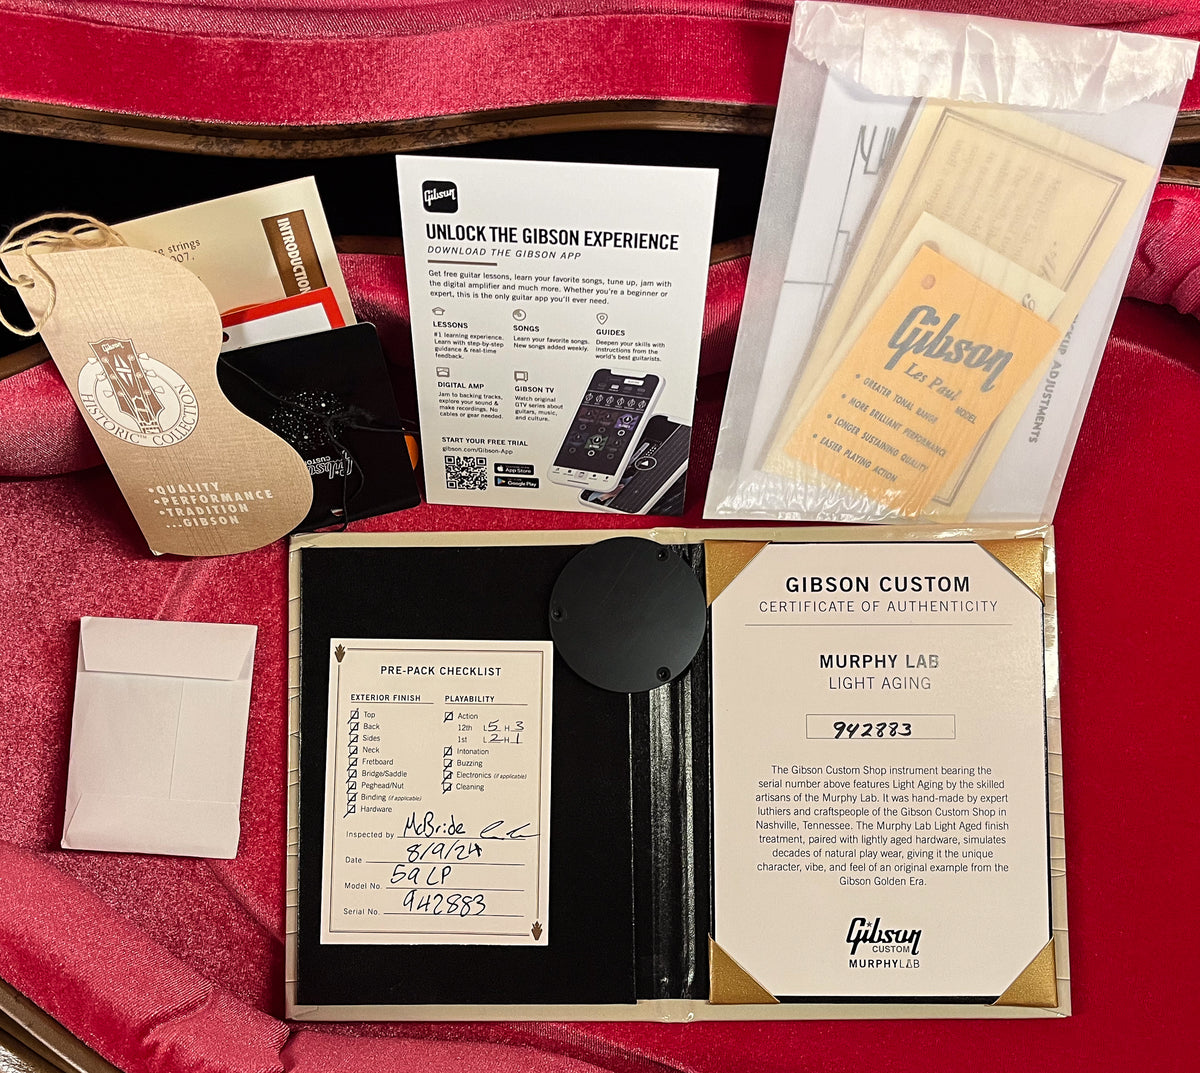 strings
007.
INTRODUCTION
Gibson
HISTORIC™ COLLECTION
•QUALITY
•PERFORMANCE
•TRADITION
...GIBSON
Gibson
Gibson
UNLOCK THE GIBSON EXPERIENCE
DOWNLOAD THE GIBSON APP
Get free guitar lessons, learn your favorite songs, tune up, jam with
the digital amplifier and much more. Whether you're a beginner or
expert, this is the only guitar app you'll ever need.
LESSONS
#1 learning experience.
Learn with step-by-step
guidance & real-time
feedback.
SONGS
Learn your favorite songs.
New songs added weekly.
GUIDES
Deepen your skills with
instructions from the
world's best guitarists.
DIGITAL AMP
Jam to backing tracks,
explore your sound &
make recordings. No
cables or gear needed.
GIBSON TV
Watch original
GTV series about
guitars, music,
and culture.
START YOUR FREE TRIAL
gibson.com/Gibson-App
App Store
Google Play
Gibson
Les Paul MODEL
• GREATER TONAL RANGE
• MORE BRILLIANT PERFORMANCE
• LONGER SUSTAINING QUALITY
• EASIER PLAYING ACTION
ADJUSTMENTS
PRE-PACK CHECKLIST
EXTERIOR FINISH
Top
Back
Sides
Neck
Fretboard
Bridge/Saddle
Peghead/Nut
Binding (if applicable)
Hardware
PLAYABILITY
Action
12th L 5 H 3
1st L 2 H 1
Intonation
Buzzing
Electronics (if applicable)
Cleaning
Inspected by McBride
Date 8/9/24
Model No. 59 LP
Serial No. 942883
GIBSON CUSTOM
CERTIFICATE OF AUTHENTICITY
MURPHY LAB
LIGHT AGING
942883
The Gibson Custom Shop instrument bearing the
serial number above features Light Aging by the skilled
artisans of the Murphy Lab. It was hand-made by expert
luthiers and craftspeople of the Gibson Custom Shop in
Nashville, Tennessee. The Murphy Lab Light Aged finish
treatment, paired with lightly aged hardware, simulates
decades of natural play wear, giving it the unique
character, vibe, and feel of an original example from the
Gibson Golden Era.
Gibson
CUSTOM
MURPHYLAB